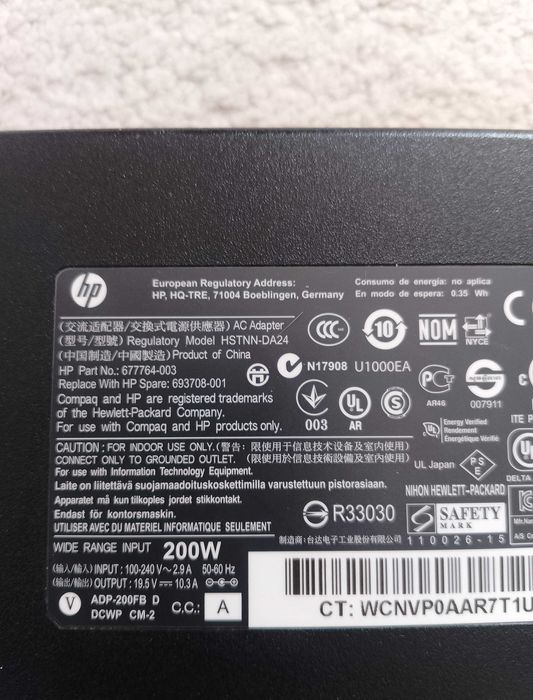 hp
European Regulatory Address:
HP, HQ-TRE, 71004 Boeblingen, Germany
Consumo de energía: no aplica
En modo de espera: 0.35 Wh
(交流适配器/交換式電源供應器) AC Adapter
(型号/型號) Regulatory Model HSTNN-DA24
(中国制造/中國製造) Product of China
HP Part No.: 677764-003
Replace With HP Spare: 693708-001
Compaq and HP are registered trademarks
of the Hewlett-Packard Company.
For use with Compaq and HP products only.
CCC
10
NOM
NYCE
N17908 U1000EA
003
UL
AR
S
PG
AR46
007911
Energy Verified
Rendement
Énergétique Vérifié
ITE P
UL Japan
PSE
DELTA
CAUTION : FOR INDOOR USE ONLY. (警告 : 限使用于信息技术设备及室内使用)
CONNECT ONLY TO GROUNDED OUTLET. (限使用於信息技術設備及室內使用)
For use with Information Technology Equipment.
Laite on liitettävä suojamaadoituskoskettimilla varustettuun pistorasiaan.
Apparatet må kun tilkoples jordet stikkontakt.
Endast för kontorsmaskin.
UTILISER AVEC DU MATERIEL INFORMATIQUE SEULEMENT
NIHON HEWLETT-PACKARD
R33030
S SAFETY
MARK
110026-15
制造商：台达电子工业股份有限公司
WIDE RANGE INPUT 200W
(输入/輸入) INPUT : 100-240 V～ 2.9 A 50-60 Hz
(输出/輸出) OUTPUT : 19.5 V⎓ 10.3 A
V
ADP-200FB D
DCWP CM-2
C.C.: A
CT: WCNVP0AAR7T1U